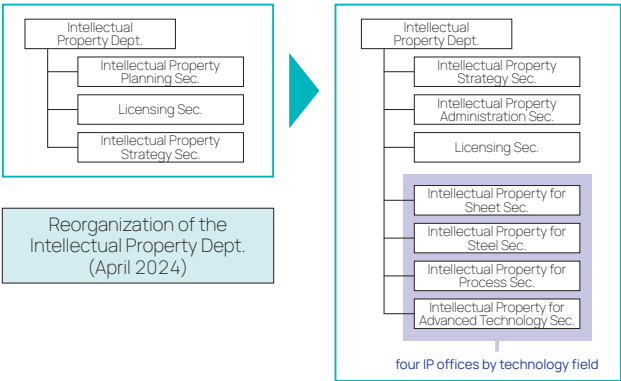 Intellectual
Property Dept.
Intellectual Property
Planning Sec.
Licensing Sec.
Intellectual Property
Strategy Sec.
Reorganization of the
Intellectual Property Dept.
(April 2024)
Intellectual
Property Dept.
Intellectual Property
Strategy Sec.
Intellectual Property
Administration Sec.
Licensing Sec.
Intellectual Property for
Sheet Sec.
Intellectual Property for
Steel Sec.
Intellectual Property for
Process Sec.
Intellectual Property for
Advanced Technology Sec.
four IP offices by technology field